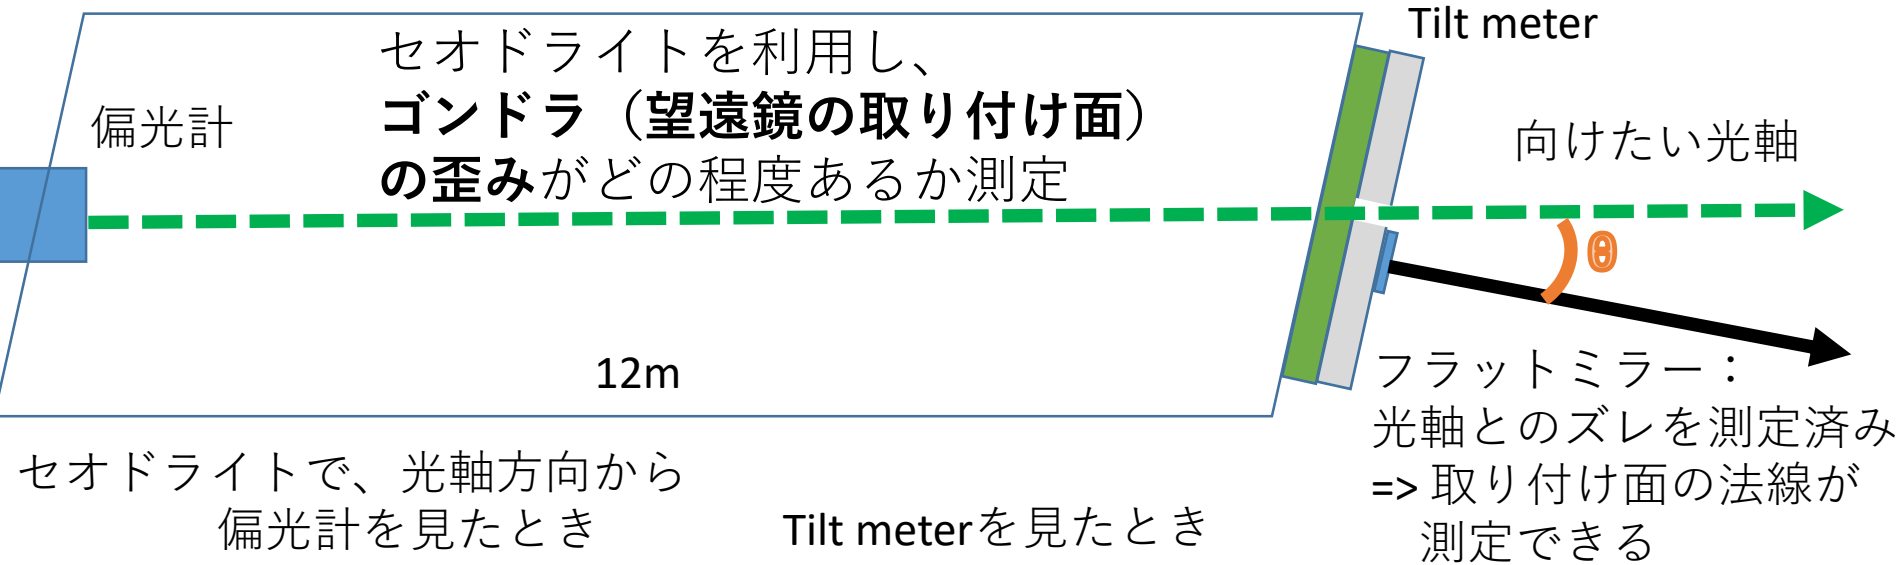 Tilt meter
セオドライトを利用し、
ゴンドラ（望遠鏡の取り付け面）
の歪みがどの程度あるか測定
偏光計
向けたい光軸
θ
12m
フラットミラー：
光軸とのズレを測定済み
=> 取り付け面の法線が
測定できる
セオドライトで、光軸方向から
偏光計を見たとき
Tilt meterを見たとき